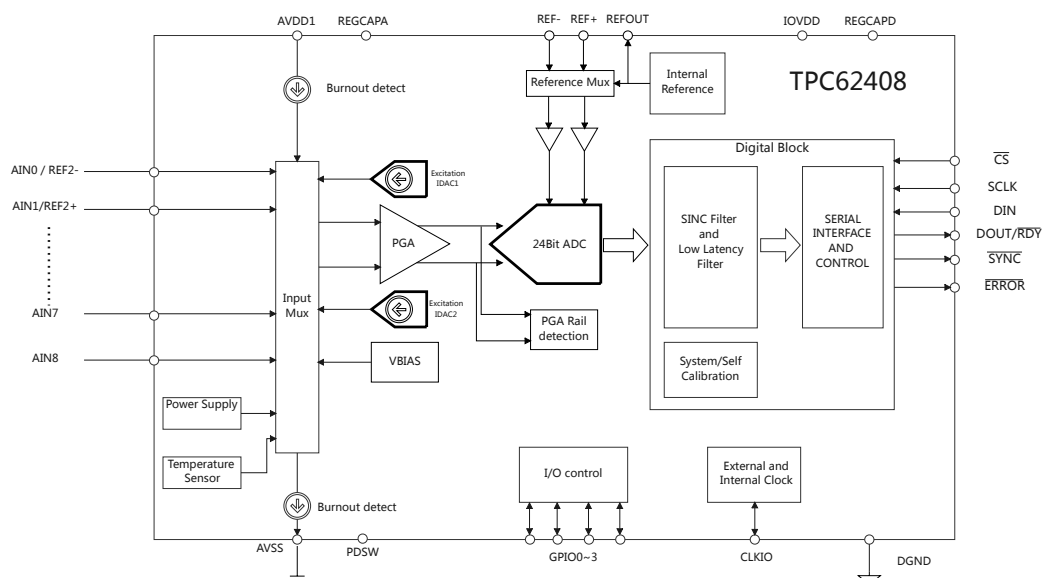 AVDD1
REGCAPA
REF-
REF+
REFOUT
IOVDD
REGCAPD
Burnout detect
Reference Mux
Internal
Reference
TPC62408
Digital Block
AIN0 / REF2-
AIN1/REF2+
AIN7
AIN8
Excitation
IDAC1
PGA
24Bit ADC
SINC Filter
and
Low Latency
Filter
SERIAL
INTERFACE
AND
CONTROL
CS
SCLK
DIN
DOUT/RDY
SYNC
ERROR
Input
Mux
Excitation
IDAC2
PGA Rail
detection
VBIAS
System/Self
Calibration
Power Supply
Temperature
Sensor
I/O control
External and
Internal Clock
Burnout detect
AVSS
PDSW
GPIO0~3
CLKIO
DGND